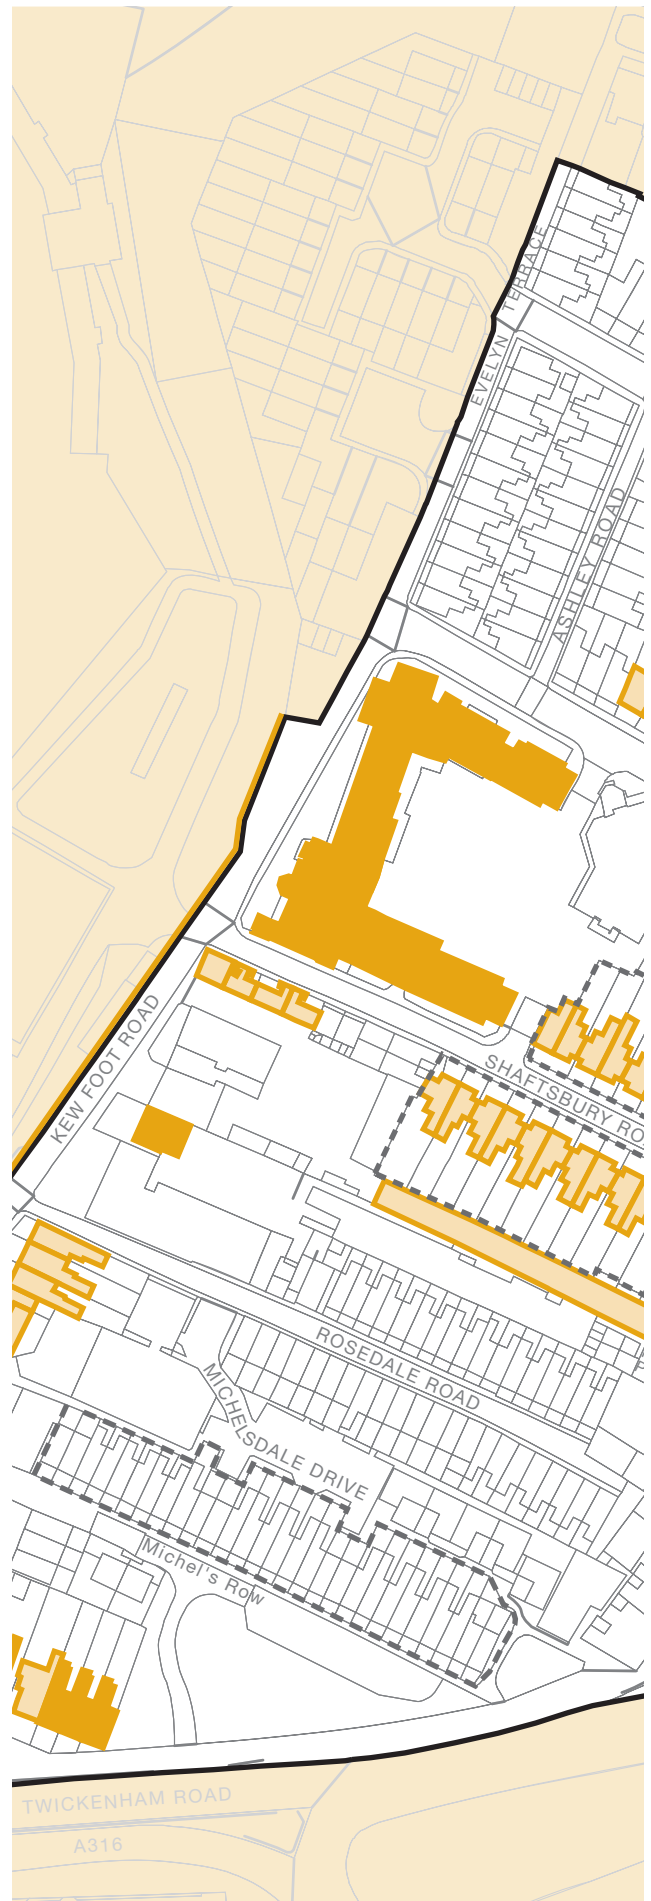 EVELYN TERRACE
ASHLEY ROAD
KEW FOOT ROAD
SHAFTSBURY RO
ROSEDALE ROAD
MICHELSDALE DRIVE
Michel's Row
TWICKENHAM ROAD
A316